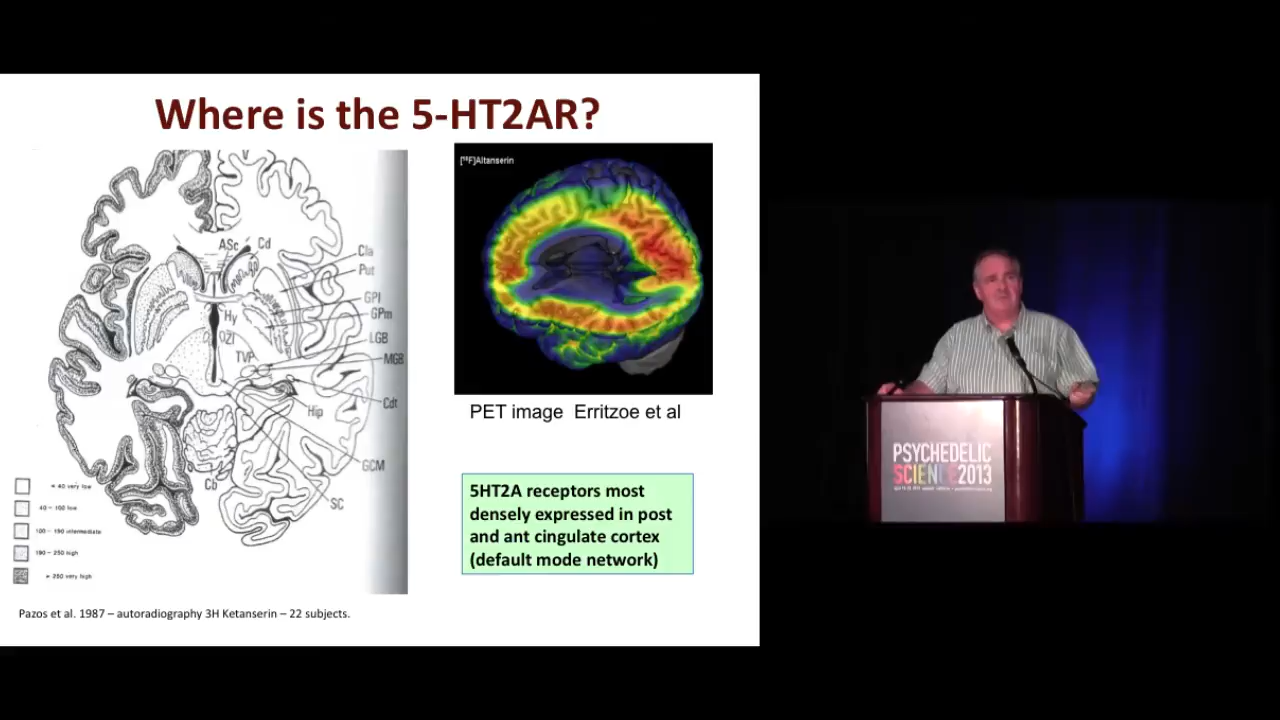 Where is the 5-HT2AR?
ASc
Cd
Cla
Put
GPl
GPm
Hy
LGB
TVP
MGB
Cdt
Hip
GCM
Cb
SC
40 very low
40 – 100 low
100 – 190 intermediate
190 – 250 high
250 very high
Pazos et al. 1987 – autoradiography 3H Ketanserin – 22 subjects.
[¹⁸F]Altanserin
PET image Erritzoe et al
5HT2A receptors most
densely expressed in post
and ant cingulate cortex
(default mode network)
PSYCHEDELIC
SCIENCE2013